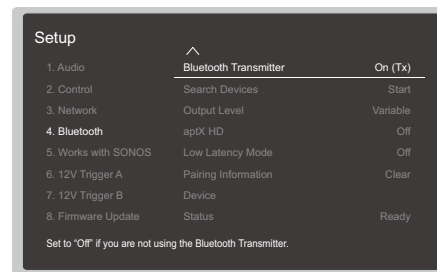 Setup
1. Audio
2. Control
3. Network
4. Bluetooth
5. Works with SONOS
6. 12V Trigger A
7. 12V Trigger B
8. Firmware Update
Bluetooth Transmitter On (Tx)
Search Devices Start
Output Level Variable
aptX HD Off
Low Latency Mode Off
Pairing Information Clear
Device
Status Ready
Set to “Off” if you are not using the Bluetooth Transmitter.